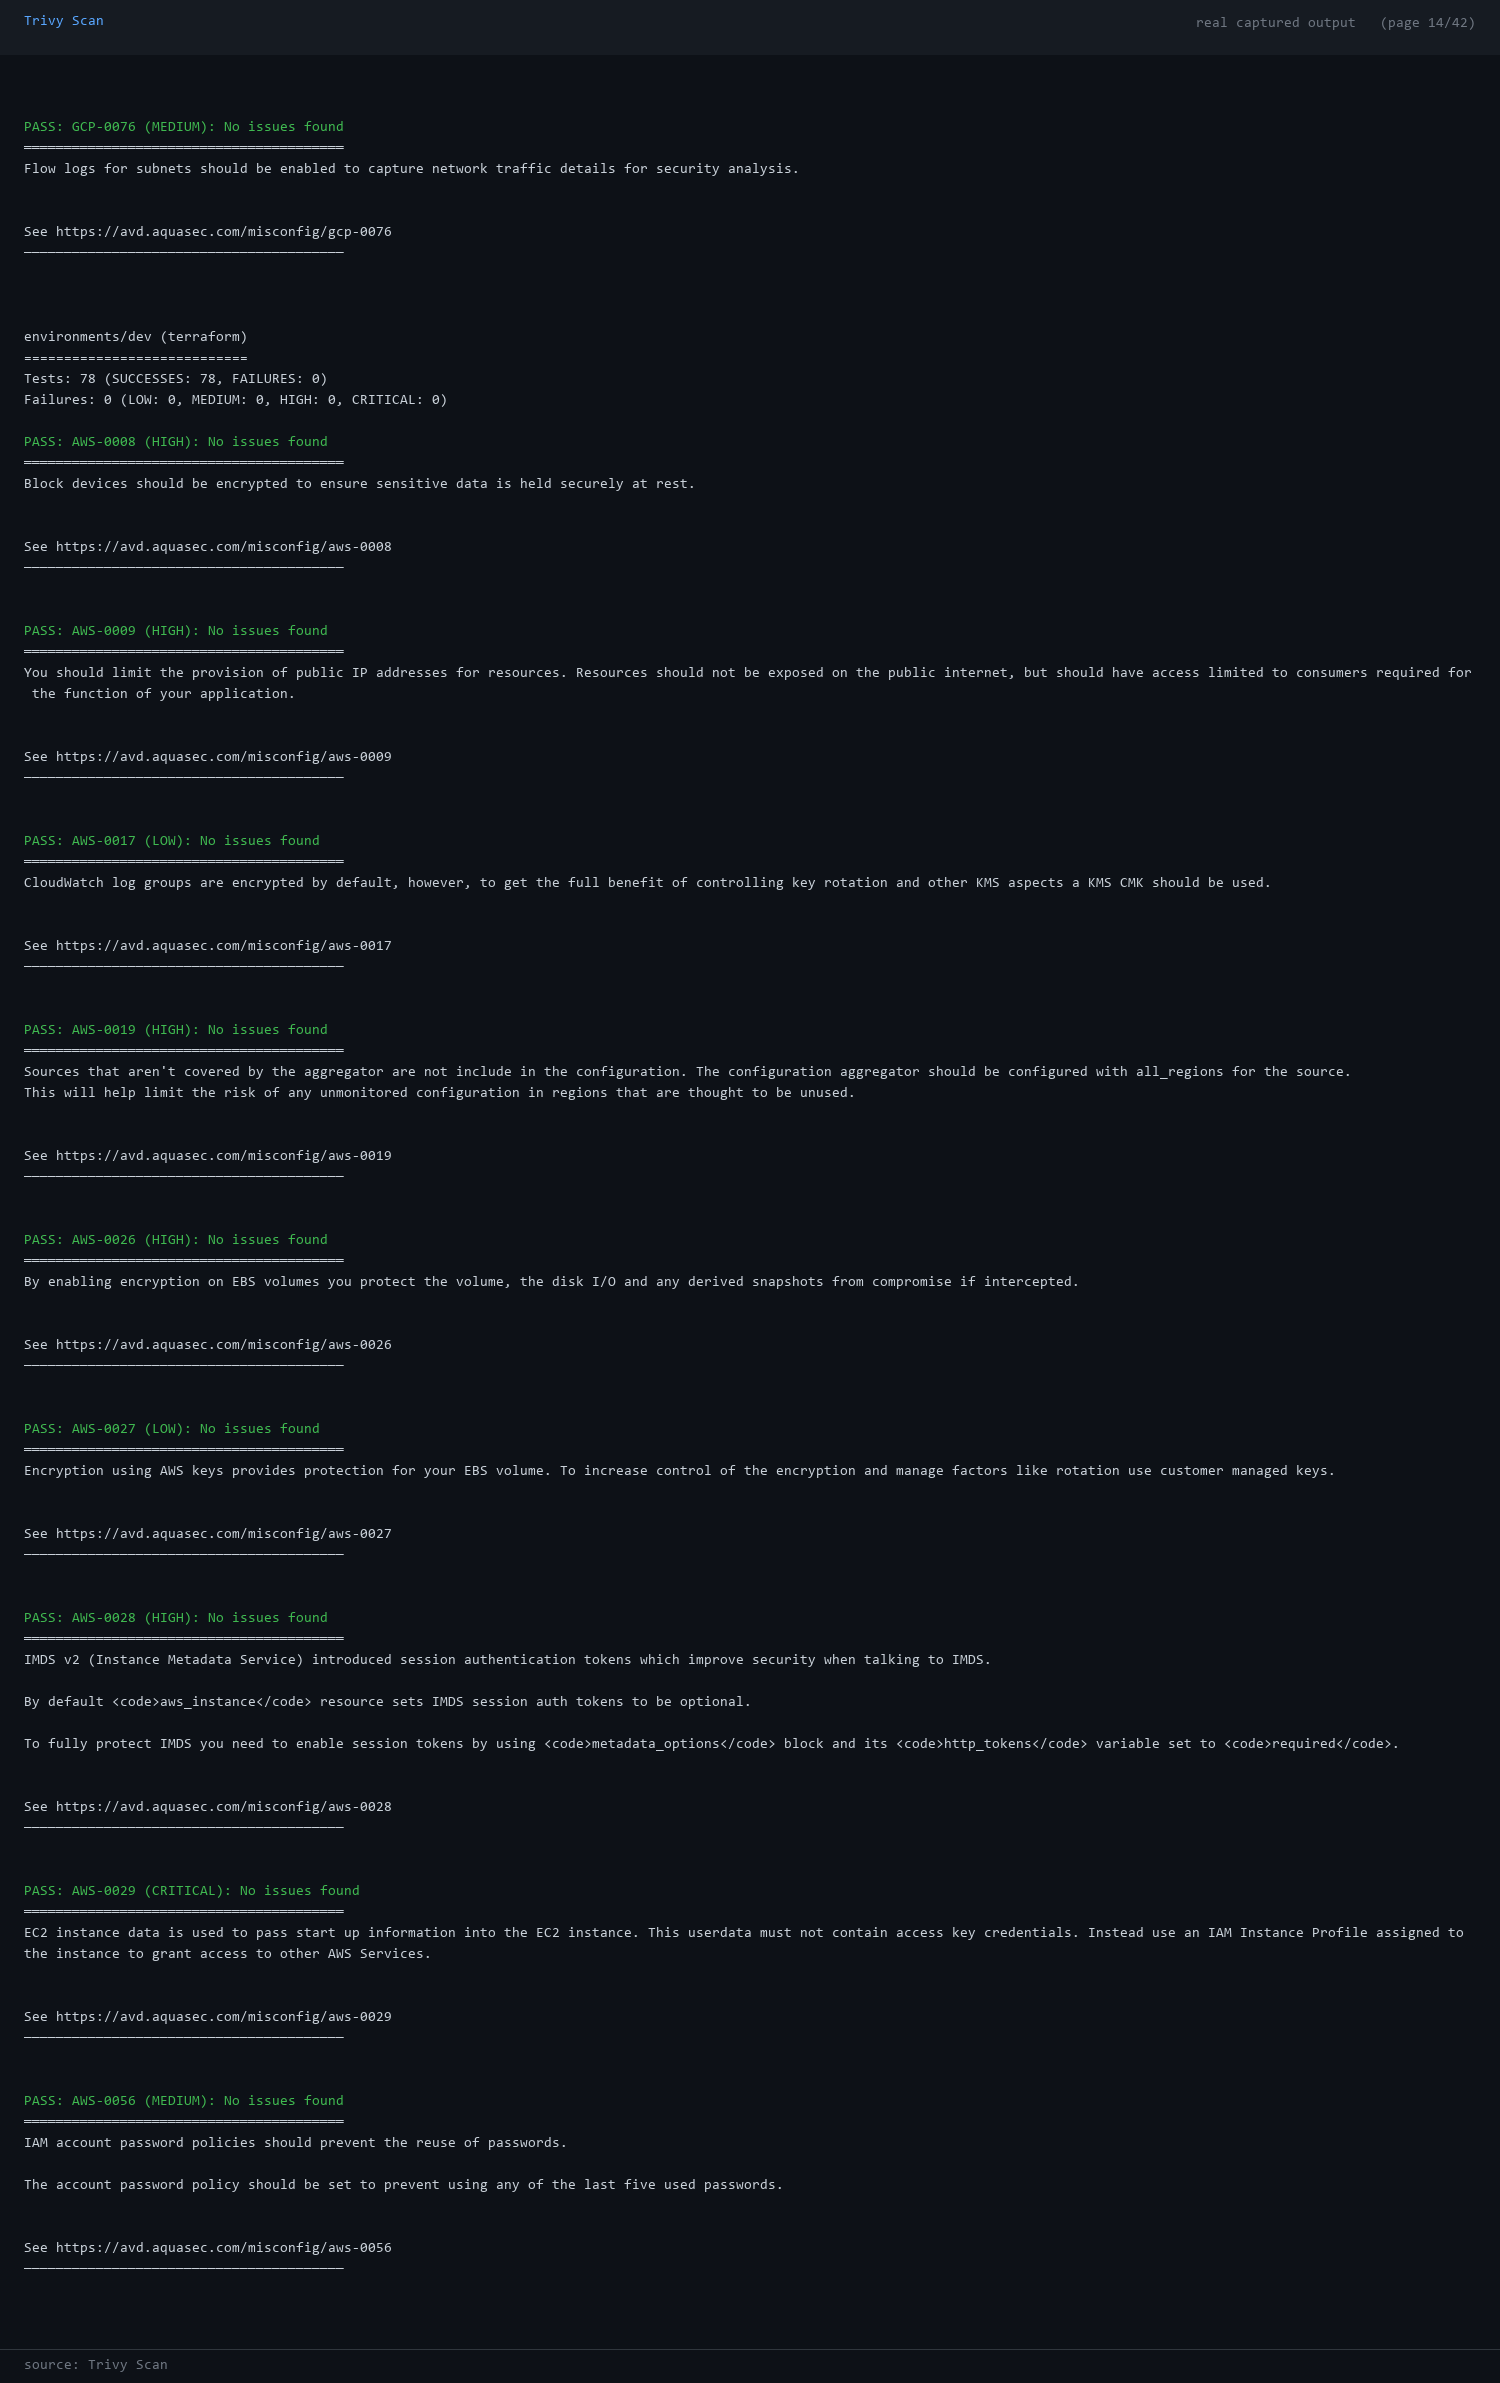 Trivy Scan
real captured output   (page 14/42)
PASS: GCP-0076 (MEDIUM): No issues found
════════════════════════════════════════
Flow logs for subnets should be enabled to capture network traffic details for security analysis.
See https://avd.aquasec.com/misconfig/gcp-0076
────────────────────────────────────────
environments/dev (terraform)
============================
Tests: 78 (SUCCESSES: 78, FAILURES: 0)
Failures: 0 (LOW: 0, MEDIUM: 0, HIGH: 0, CRITICAL: 0)
PASS: AWS-0008 (HIGH): No issues found
════════════════════════════════════════
Block devices should be encrypted to ensure sensitive data is held securely at rest.
See https://avd.aquasec.com/misconfig/aws-0008
────────────────────────────────────────
PASS: AWS-0009 (HIGH): No issues found
════════════════════════════════════════
You should limit the provision of public IP addresses for resources. Resources should not be exposed on the public internet, but should have access limited to consumers required for
 the function of your application.
See https://avd.aquasec.com/misconfig/aws-0009
────────────────────────────────────────
PASS: AWS-0017 (LOW): No issues found
════════════════════════════════════════
CloudWatch log groups are encrypted by default, however, to get the full benefit of controlling key rotation and other KMS aspects a KMS CMK should be used.
See https://avd.aquasec.com/misconfig/aws-0017
────────────────────────────────────────
PASS: AWS-0019 (HIGH): No issues found
════════════════════════════════════════
Sources that aren't covered by the aggregator are not include in the configuration. The configuration aggregator should be configured with all_regions for the source.
This will help limit the risk of any unmonitored configuration in regions that are thought to be unused.
See https://avd.aquasec.com/misconfig/aws-0019
────────────────────────────────────────
PASS: AWS-0026 (HIGH): No issues found
════════════════════════════════════════
By enabling encryption on EBS volumes you protect the volume, the disk I/O and any derived snapshots from compromise if intercepted.
See https://avd.aquasec.com/misconfig/aws-0026
────────────────────────────────────────
PASS: AWS-0027 (LOW): No issues found
════════════════════════════════════════
Encryption using AWS keys provides protection for your EBS volume. To increase control of the encryption and manage factors like rotation use customer managed keys.
See https://avd.aquasec.com/misconfig/aws-0027
────────────────────────────────────────
PASS: AWS-0028 (HIGH): No issues found
════════════════════════════════════════
IMDS v2 (Instance Metadata Service) introduced session authentication tokens which improve security when talking to IMDS.
By default <code>aws_instance</code> resource sets IMDS session auth tokens to be optional.
To fully protect IMDS you need to enable session tokens by using <code>metadata_options</code> block and its <code>http_tokens</code> variable set to <code>required</code>.
See https://avd.aquasec.com/misconfig/aws-0028
────────────────────────────────────────
PASS: AWS-0029 (CRITICAL): No issues found
════════════════════════════════════════
EC2 instance data is used to pass start up information into the EC2 instance. This userdata must not contain access key credentials. Instead use an IAM Instance Profile assigned to
the instance to grant access to other AWS Services.
See https://avd.aquasec.com/misconfig/aws-0029
────────────────────────────────────────
PASS: AWS-0056 (MEDIUM): No issues found
════════════════════════════════════════
IAM account password policies should prevent the reuse of passwords.
The account password policy should be set to prevent using any of the last five used passwords.
See https://avd.aquasec.com/misconfig/aws-0056
────────────────────────────────────────
source: Trivy Scan